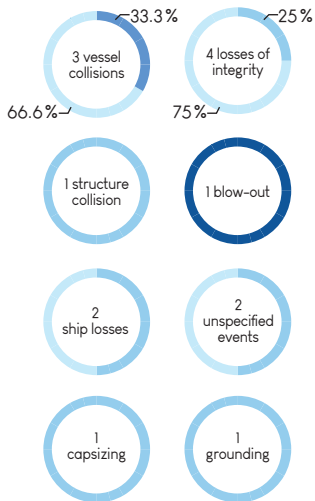 33.3 %
25 %
3 vessel
collisions
4 losses of
integrity
66.6 %
75 %
1 structure
collision
1 blow-out
2
ship losses
2
unspecified
events
1
capsizing
1
grounding